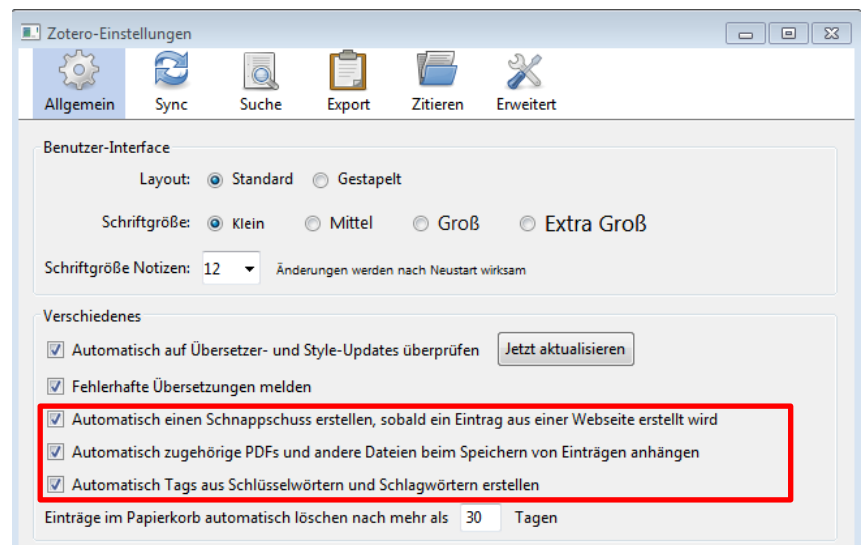 Zotero-Einstellungen
Allgemein Sync Suche Export Zitieren Erweitert
Benutzer-Interface
Layout: Standard Gestapelt
Schriftgröße: Klein Mittel Groß Extra Groß
Schriftgröße Notizen: 12 Änderungen werden nach Neustart wirksam
Verschiedenes
Automatisch auf Übersetzer- und Style-Updates überprüfen Jetzt aktualisieren
Fehlerhafte Übersetzungen melden
Automatisch einen Schnappschuss erstellen, sobald ein Eintrag aus einer Webseite erstellt wird
Automatisch zugehörige PDFs und andere Dateien beim Speichern von Einträgen anhängen
Automatisch Tags aus Schlüsselwörtern und Schlagwörtern erstellen
Einträge im Papierkorb automatisch löschen nach mehr als 30 Tagen